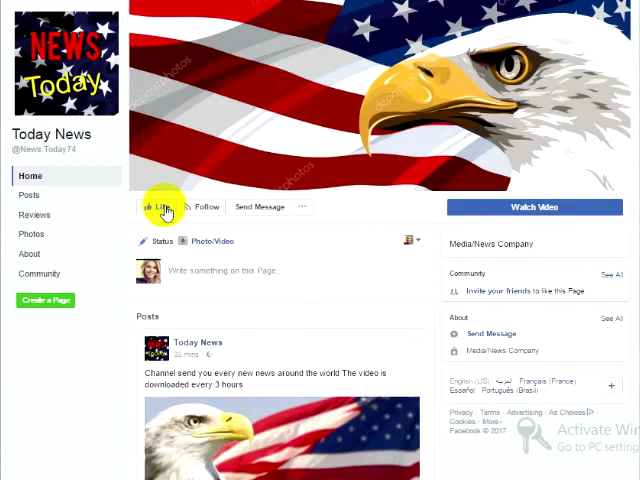 NEWS
Today
depositphotos
depositphotos
depositphotos
Today News
@News.Today74
Home
Posts
Reviews
Photos
About
Community
Create a Page
Like Follow Send Message ...
Watch Video
Status Photo/Video
Write something on this Page..
Posts
Today News
33 mins
Channel send you every new news around the world The video is
downloaded every 3 hours
Media/News Company
Community See All
Invite your friends to like this Page
About See All
Send Message
Media/News Company
English (US) · العربية · Français (France)
Español · Português (Brasil)
Privacy · Terms · Advertising · Ad Choices
Cookies · More
Facebook © 2017
Activate Win
Go to PC setting